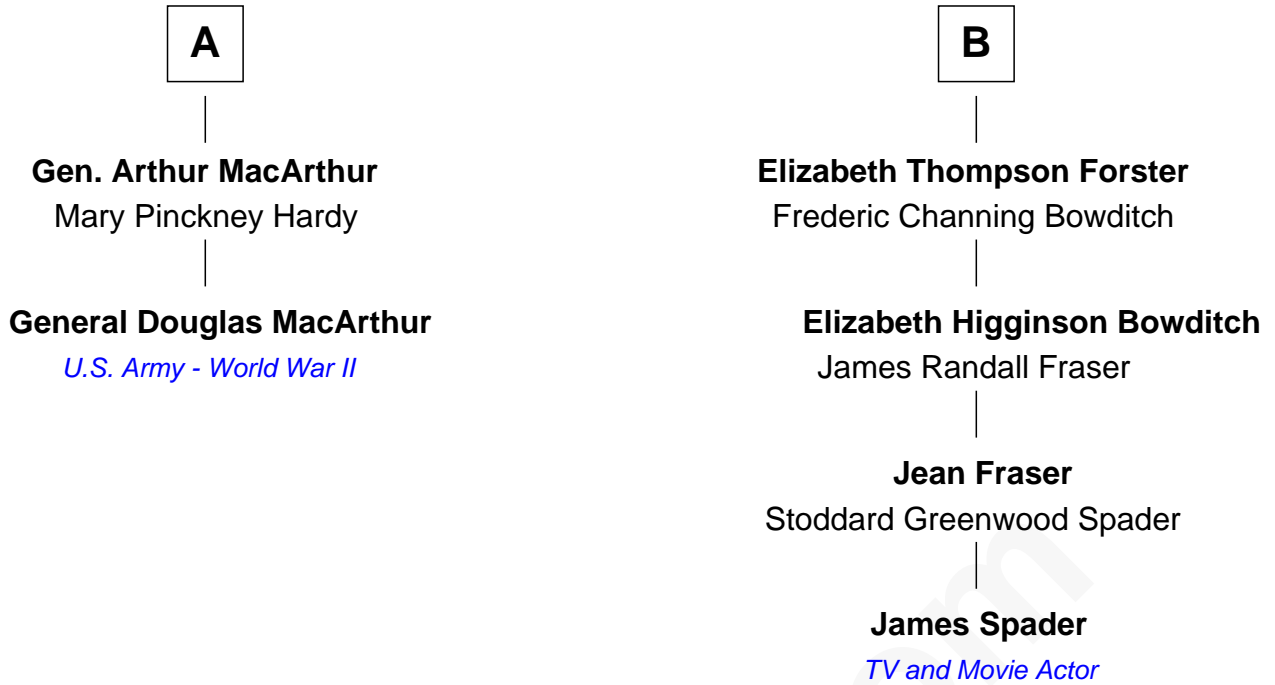 A
Gen. Arthur MacArthur
Mary Pinckney Hardy
General Douglas MacArthur
U.S. Army - World War II
B
Elizabeth Thompson Forster
Frederic Channing Bowditch
Elizabeth Higginson Bowditch
James Randall Fraser
Jean Fraser
Stoddard Greenwood Spader
James Spader
TV and Movie Actor